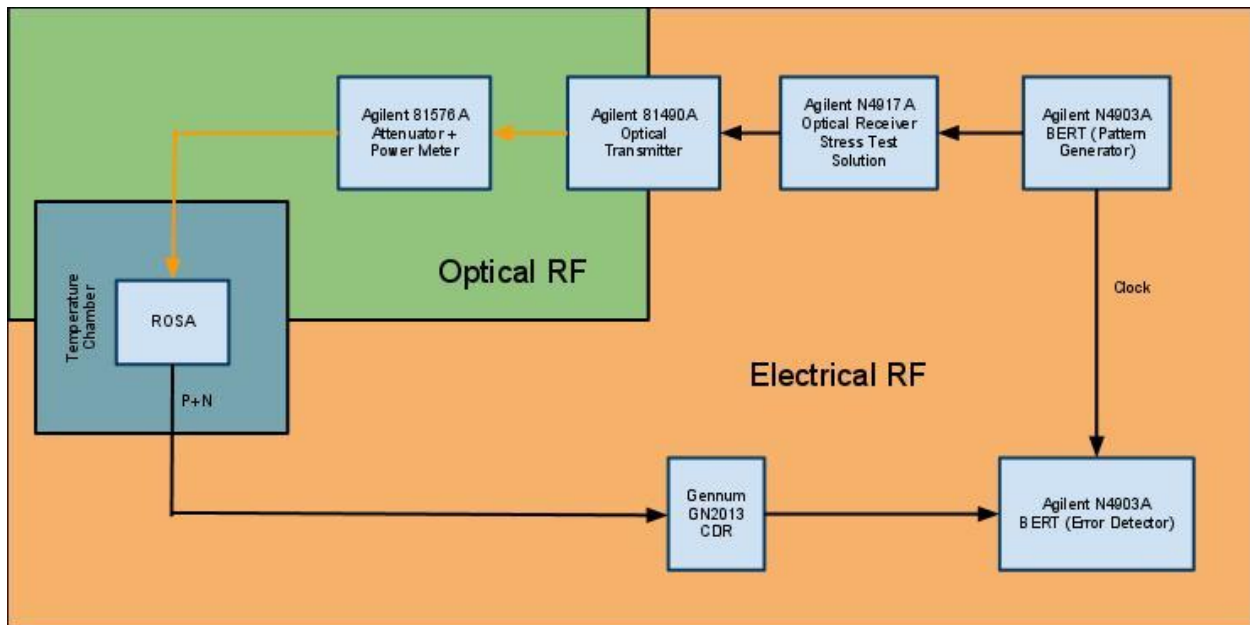 Agilent 81576A
Attenuator +
Power Meter
Agilent 81490A
Optical
Transmitter
Agilent N4917A
Optical Receiver
Stress Test
Solution
Agilent N4903A
BERT (Pattern
Generator)
Optical RF
Temperature
Chamber
ROSA
P+N
Clock
Electrical RF
Gennum
GN2013
CDR
Agilent N4903A
BERT (Error Detector)